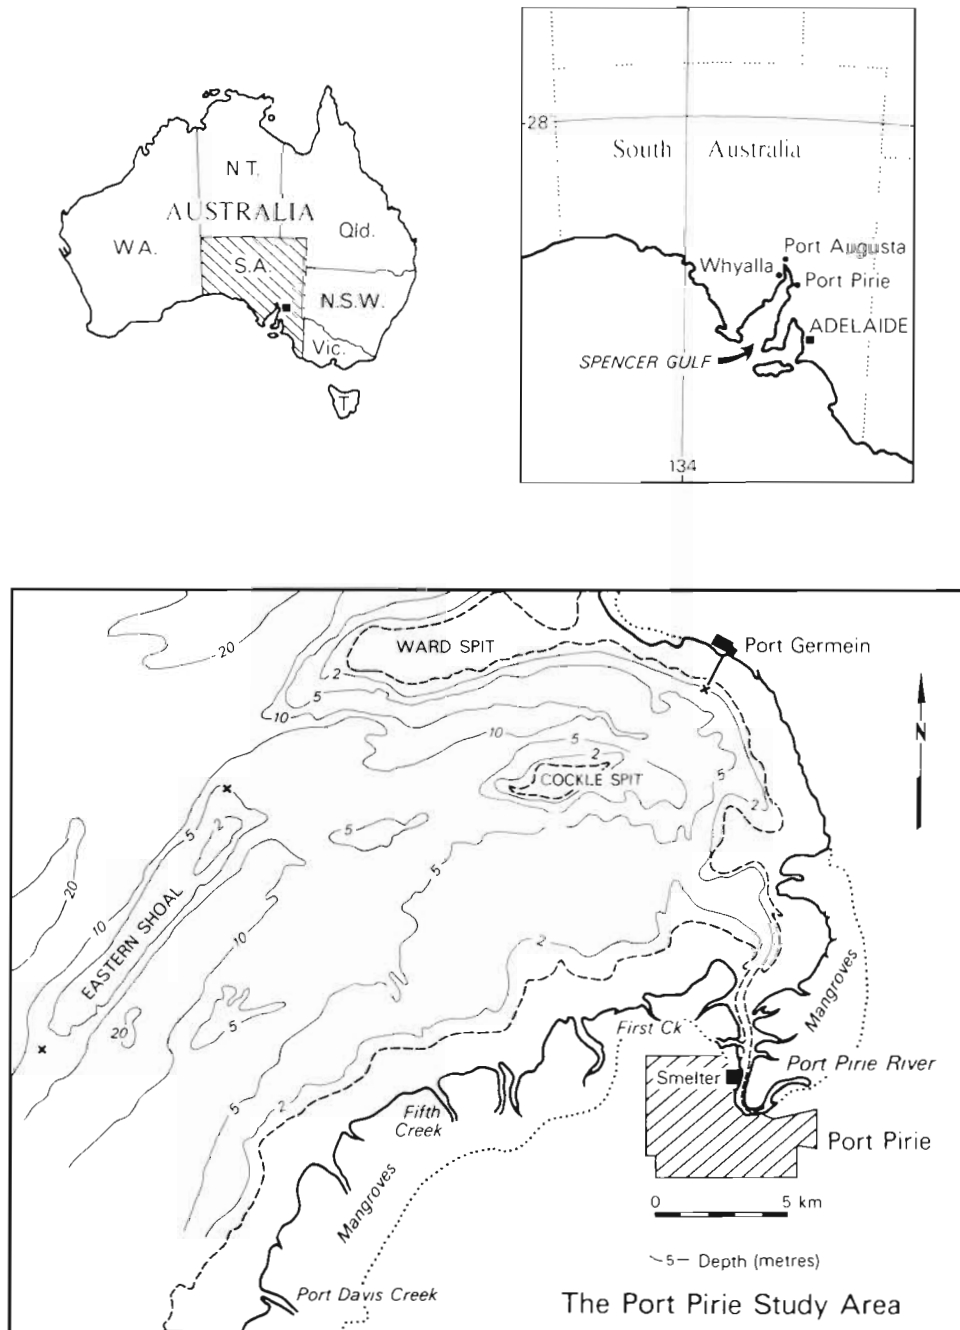 N T.
AUSTRALIA
Qld.
W A.
S.A.
N.S.W.
Vic.
T
28
South Australia
Port Augusta
Whyalla
Port Pirie
ADELAIDE
SPENCER GULF
134
20
WARD SPIT
Port Germein
2
5
10
N
10
5
2
COCKLE SPIT
5
2
5
2
5
5
20
10
EASTERN SHOAL
10
2
Mangroves
20
5
First Ck
Smelter
Port Pirie River
5
2
Fifth
Creek
Port Pirie
Mangroves
0 5 km
5 Depth (metres)
Port Davis Creek
The Port Pirie Study Area